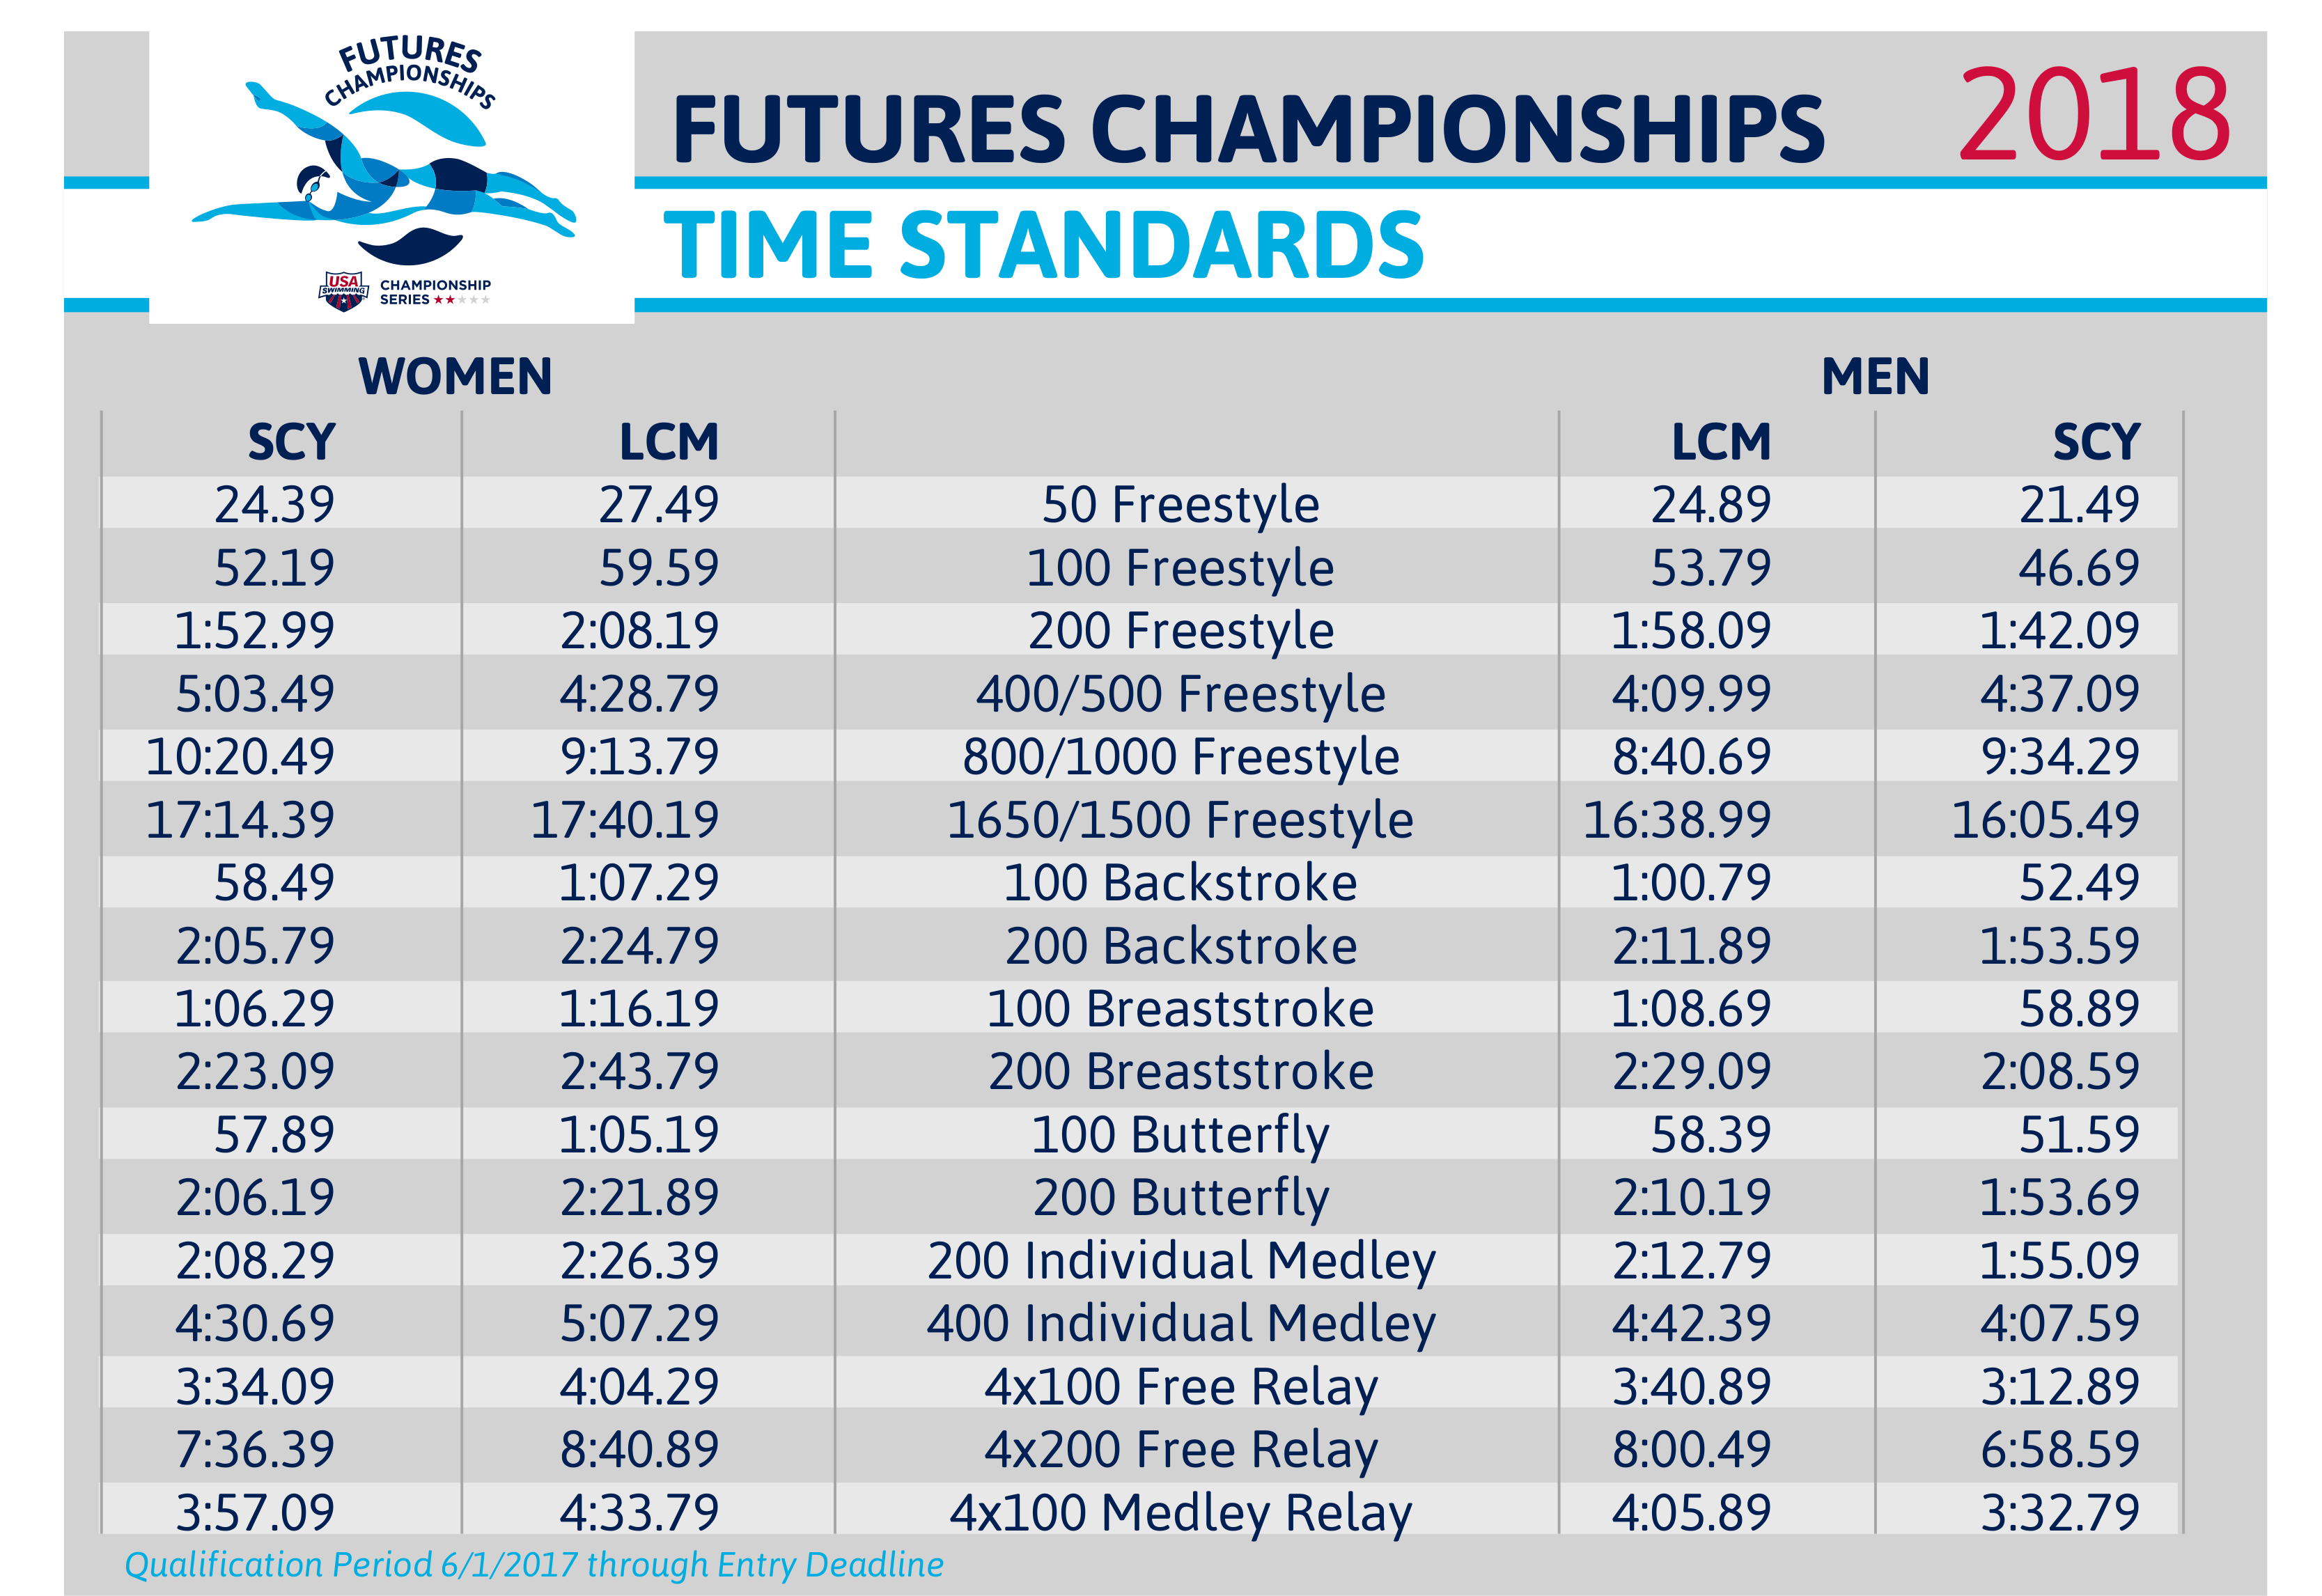 FUTURES
CHAMPIONSHIPS
USA
SWIMMING
CHAMPIONSHIP
SERIES
FUTURES CHAMPIONSHIPS 2018
TIME STANDARDS
WOMEN MEN
SCY LCM LCM SCY
24.39 27.49 50 Freestyle 24.89 21.49
52.19 59.59 100 Freestyle 53.79 46.69
1:52.99 2:08.19 200 Freestyle 1:58.09 1:42.09
5:03.49 4:28.79 400/500 Freestyle 4:09.99 4:37.09
10:20.49 9:13.79 800/1000 Freestyle 8:40.69 9:34.29
17:14.39 17:40.19 1650/1500 Freestyle 16:38.99 16:05.49
58.49 1:07.29 100 Backstroke 1:00.79 52.49
2:05.79 2:24.79 200 Backstroke 2:11.89 1:53.59
1:06.29 1:16.19 100 Breaststroke 1:08.69 58.89
2:23.09 2:43.79 200 Breaststroke 2:29.09 2:08.59
57.89 1:05.19 100 Butterfly 58.39 51.59
2:06.19 2:21.89 200 Butterfly 2:10.19 1:53.69
2:08.29 2:26.39 200 Individual Medley 2:12.79 1:55.09
4:30.69 5:07.29 400 Individual Medley 4:42.39 4:07.59
3:34.09 4:04.29 4x100 Free Relay 3:40.89 3:12.89
7:36.39 8:40.89 4x200 Free Relay 8:00.49 6:58.59
3:57.09 4:33.79 4x100 Medley Relay 4:05.89 3:32.79
Qualification Period 6/1/2017 through Entry Deadline